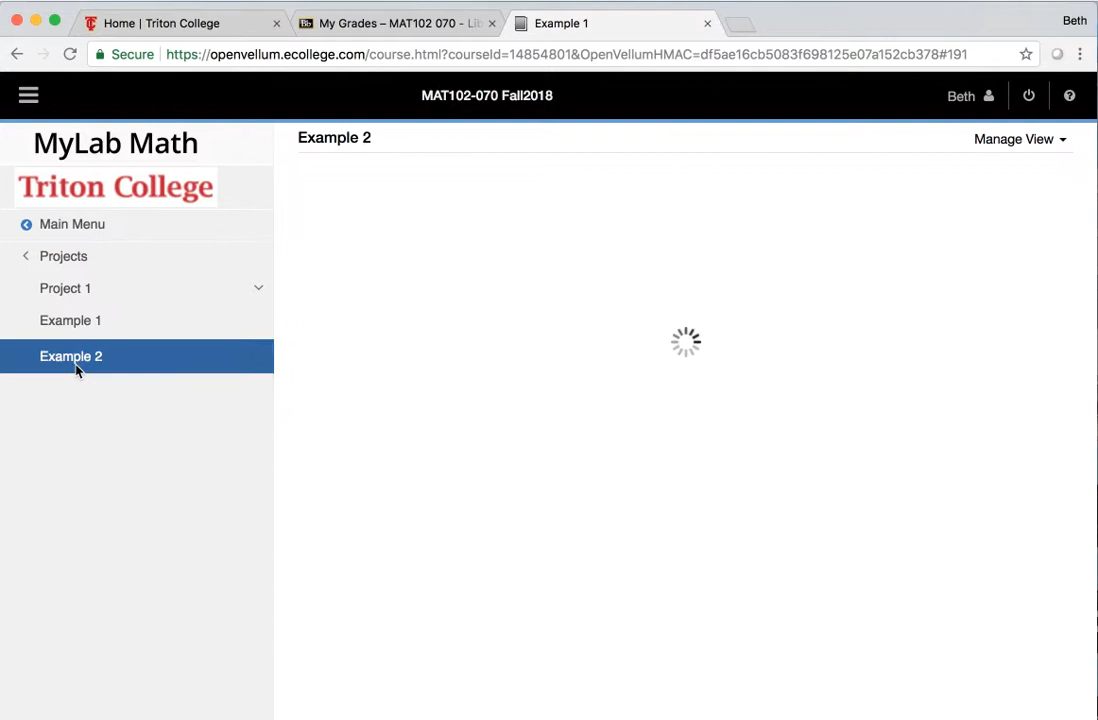 Home | Triton College
My Grades – MAT102 070 - Lib
Example 1
Beth
Secure
https://openvellum.ecollege.com/course.html?courseId=14854801&OpenVellumHMAC=df5ae16cb5083f698125e07a152cb378#191
MAT102-070 Fall2018
Beth
MyLab Math
Example 2
Manage View
Triton College
Main Menu
Projects
Project 1
Example 1
Example 2